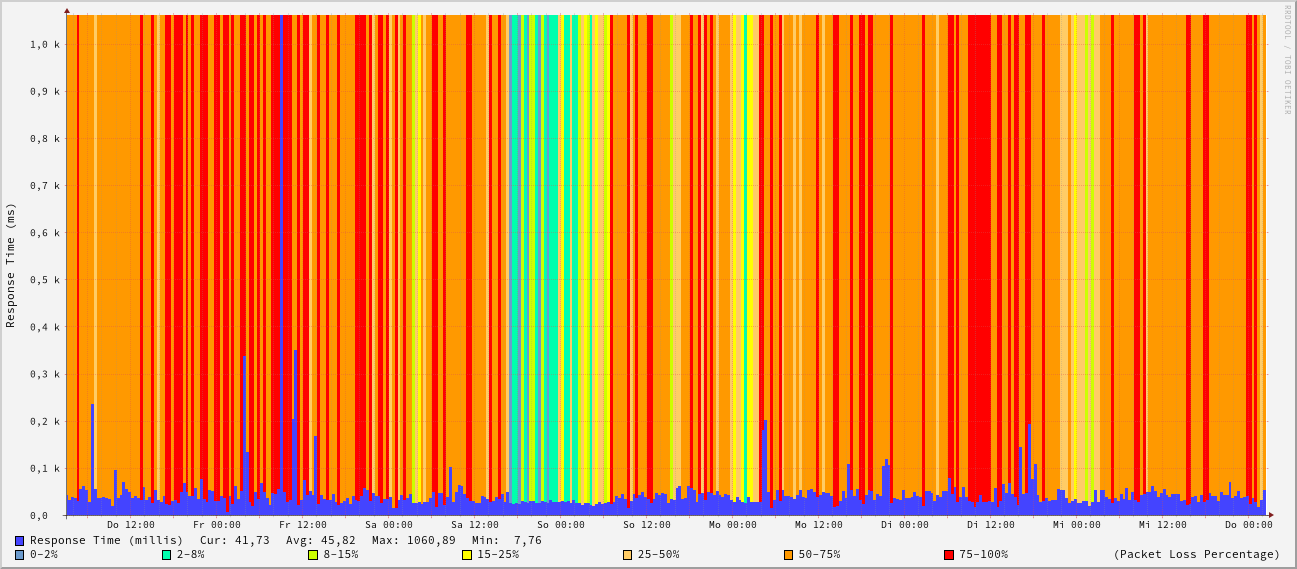 RRDTOOL / TOBI OETIKER
Response Time (ms)
1,0 k
0,9 k
0,8 k
0,7 k
0,6 k
0,5 k
0,4 k
0,3 k
0,2 k
0,1 k
0,0
Do 12:00 Fr 00:00 Fr 12:00 Sa 00:00 Sa 12:00 So 00:00 So 12:00 Mo 00:00 Mo 12:00 Di 00:00 Di 12:00 Mi 00:00 Mi 12:00 Do 00:00
Response Time (millis) Cur: 41,73 Avg: 45,82 Max: 1060,89 Min: 7,76
0-2% 2-8% 8-15% 15-25% 25-50% 50-75% 75-100% (Packet Loss Percentage)